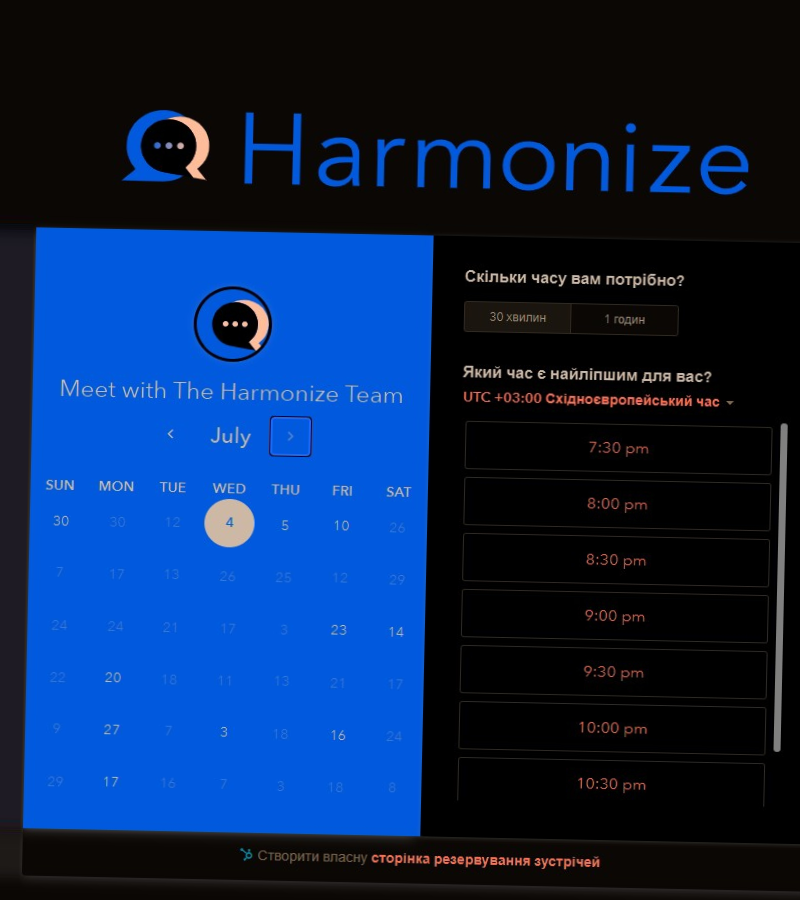 Harmonize
Meet with The Harmonize Team
July
SUN MON TUE WED THU FRI SAT
30 30 12 4 5 10 26
7 17 13 26 25 12 29
24 24 21 17 3 23 14
22 20 18 11 13 21 17
9 27 7 3 18 16 24
29 17 16 7 3 18 8
Скільки часу вам потрібно?
30 хвилин 1 годин
Який час є найліпшим для вас?
UTC +03:00 Східноєвропейський час
7:30 pm
8:00 pm
8:30 pm
9:00 pm
9:30 pm
10:00 pm
10:30 pm
Створити власну сторінка резервування зустрічей